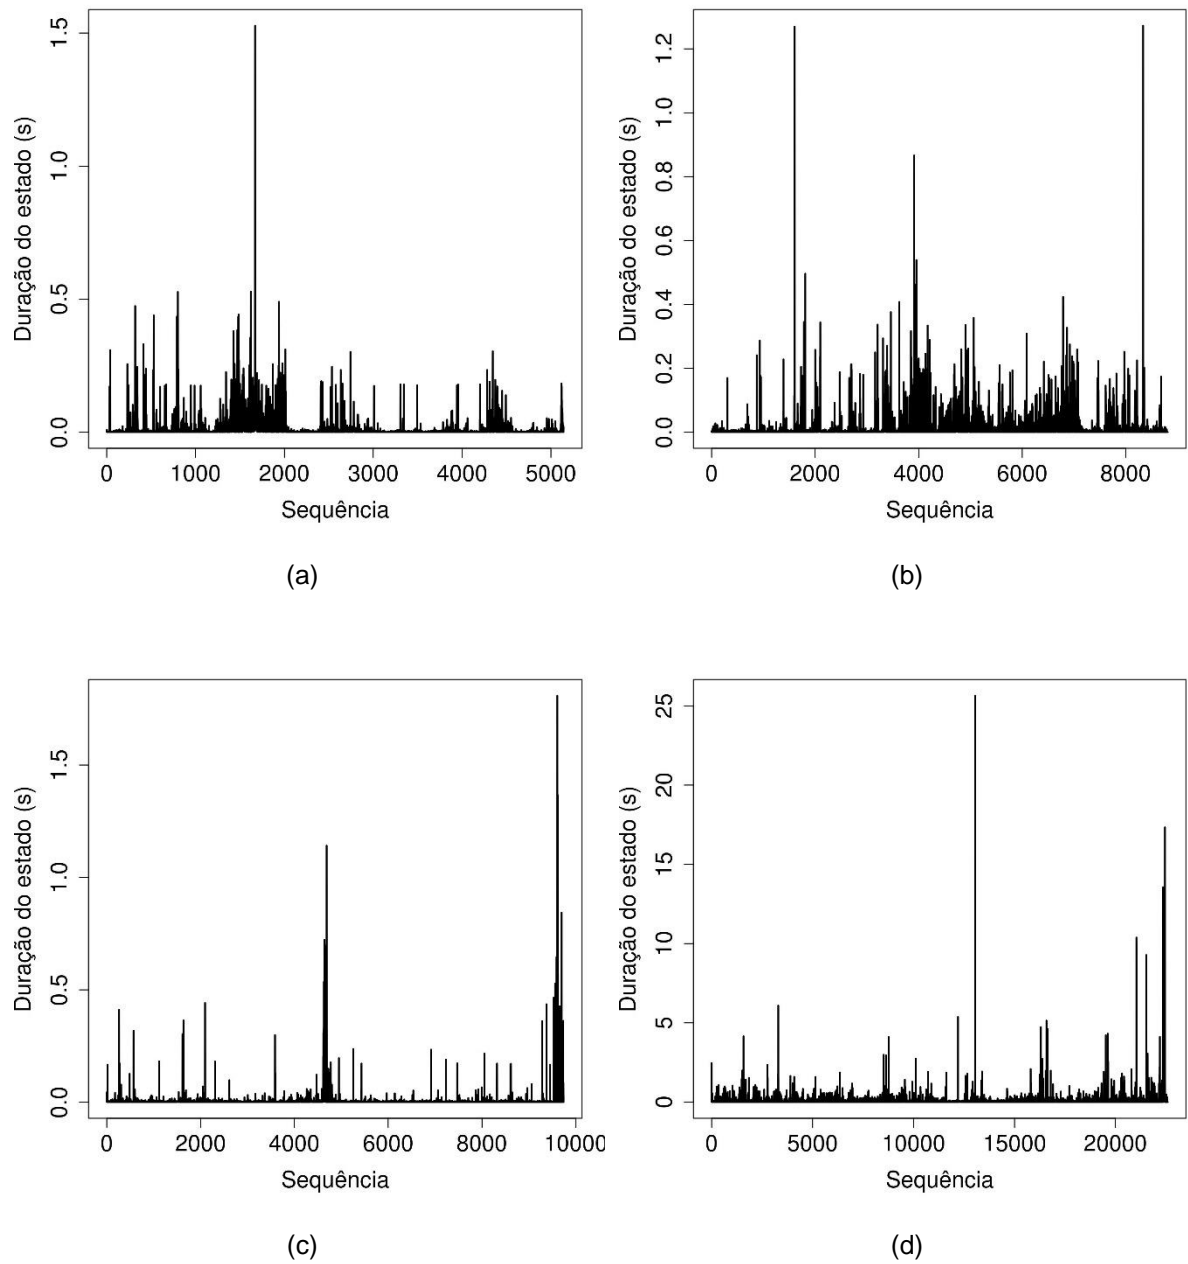 Duração do estado (s)
0.0 0.5 1.0 1.5
0 1000 2000 3000 4000 5000
Sequência
(a)
Duração do estado (s)
0.0 0.2 0.4 0.6 0.8 1.0 1.2
0 2000 4000 6000 8000
Sequência
(b)
Duração do estado (s)
0.0 0.5 1.0 1.5
0 2000 4000 6000 8000 10000
Sequência
(c)
Duração do estado (s)
0 5 10 15 20 25
0 5000 10000 15000 20000
Sequência
(d)